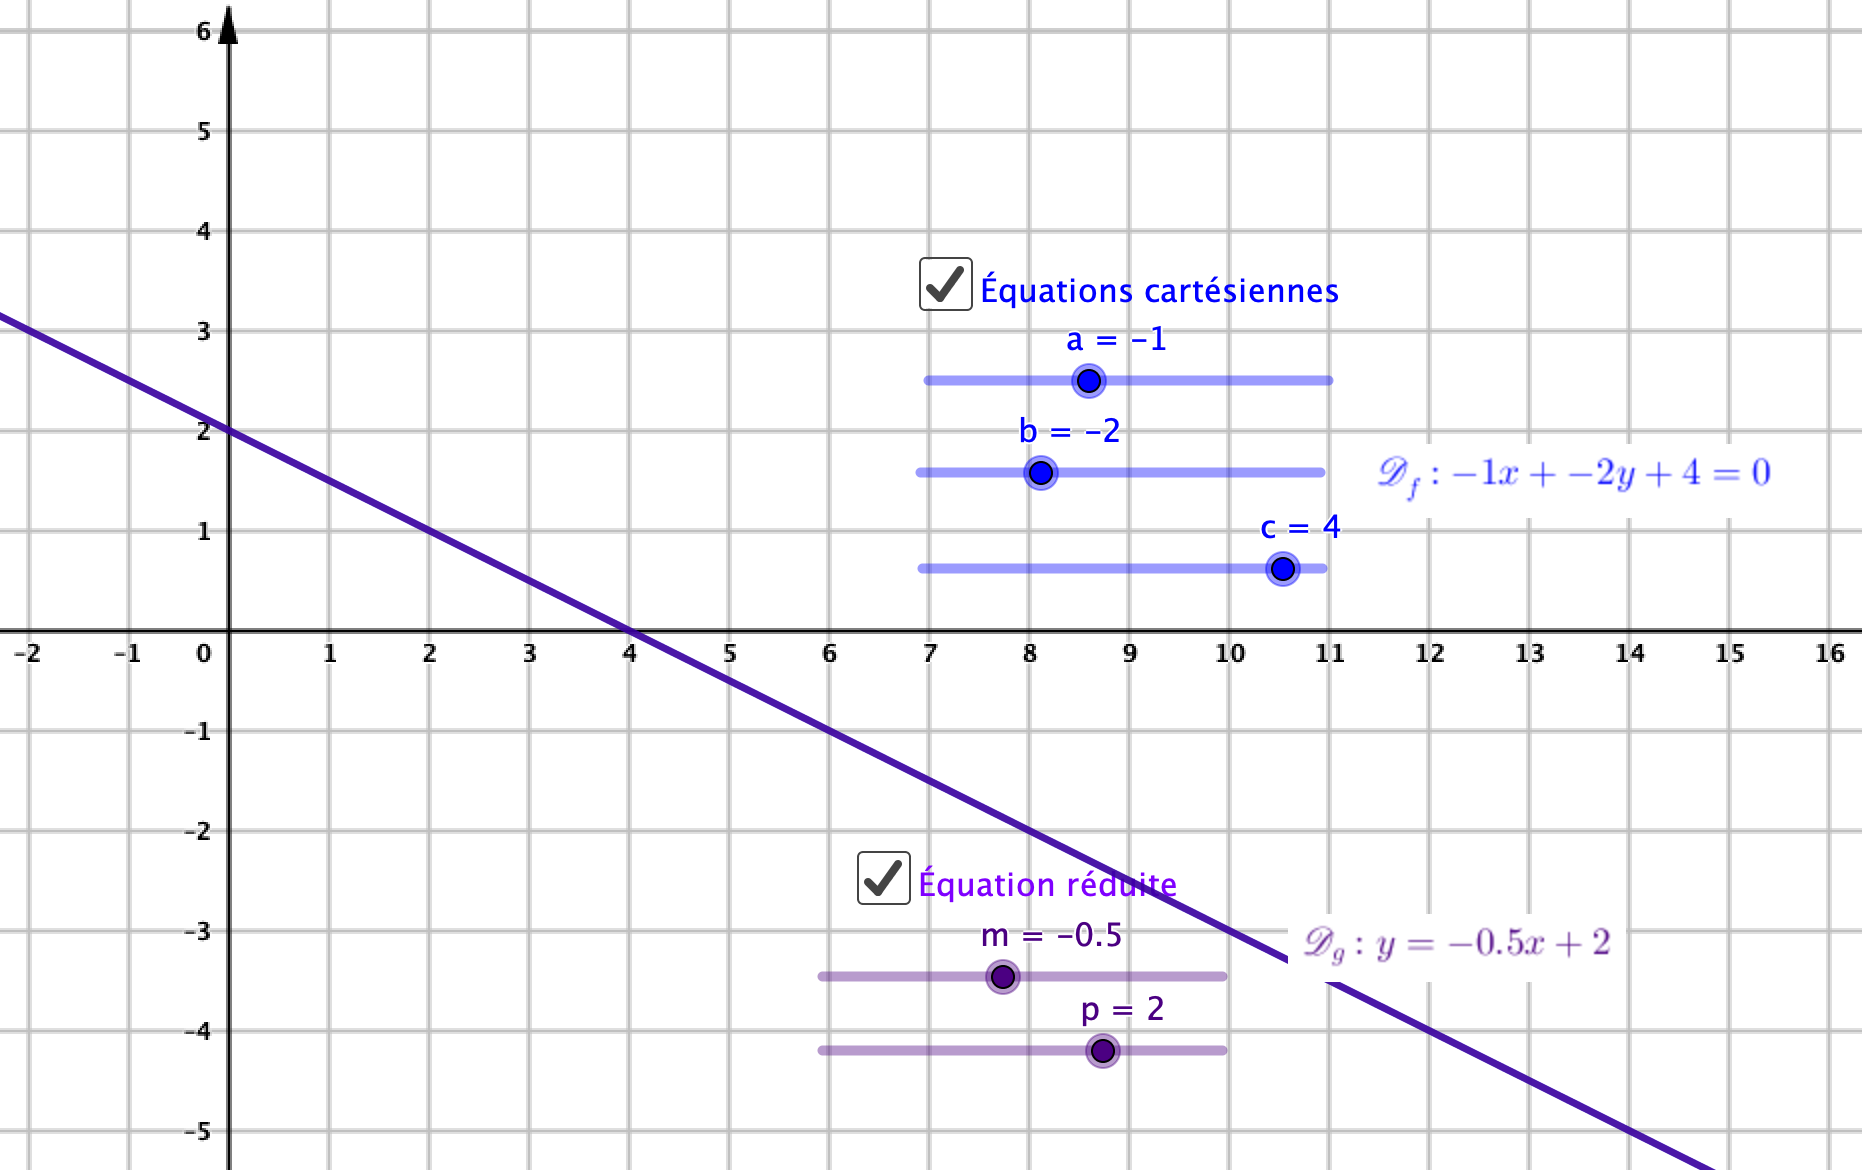 6
5
4
Équations cartésiennes
3
a = -1
2
b = -2
𝒟f : −1x + −2y + 4 = 0
1
c = 4
-2 -1 0 1 2 3 4 5 6 7 8 9 10 11 12 13 14 15 16
-1
-2
Équation réduite
-3
m = -0.5
𝒟g : y = −0.5x + 2
p = 2
-4
-5